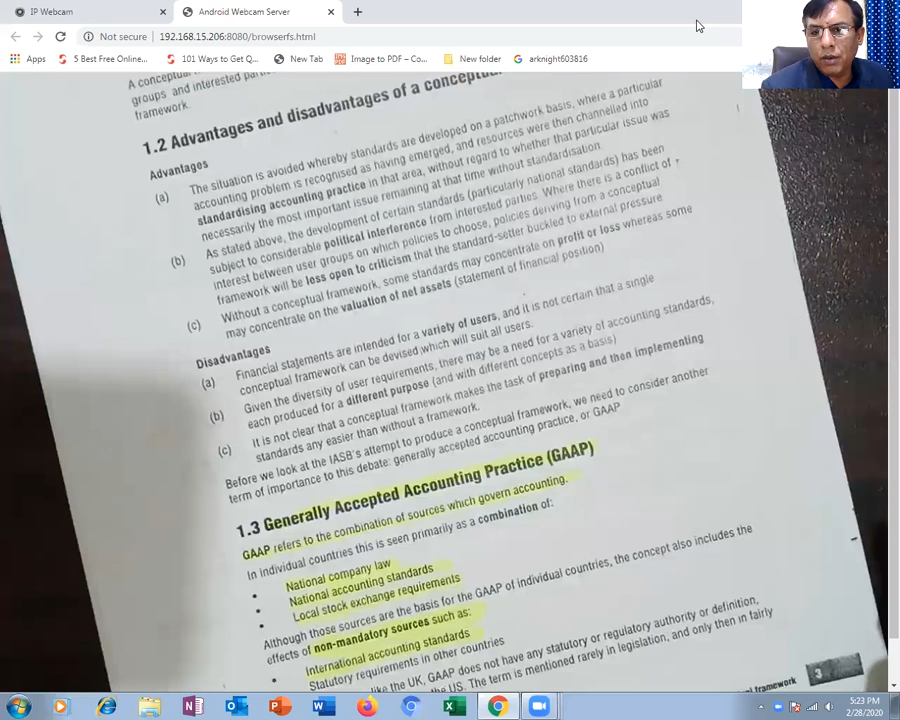 IP Webcam
Android Webcam Server
Not secure | 192.168.15.206:8080/browserfs.html
Apps 5 Best Free Online... 101 Ways to Get Q... New Tab Image to PDF – Co... New folder arknight603816
A conceptual
groups and interested
framework.
1.2 Advantages and disadvantages of a conceptual
Advantages
(a) The situation is avoided whereby standards are developed on a patchwork basis, where a particular
accounting problem is recognised as having emerged, and resources were then channelled into
standardising accounting practice in that area, without regard to whether that particular issue was
necessarily the most important issue remaining at that time without standardisation.
(b) As stated above, the development of certain standards (particularly national standards) has been
subject to considerable political interference from interested parties. Where there is a conflict of
interest between user groups on which policies to choose, policies deriving from a conceptual
framework will be less open to criticism that the standard-setter buckled to external pressure
(c) Without a conceptual framework, some standards may concentrate on profit or loss whereas some
may concentrate on the valuation of net assets (statement of financial position)
Disadvantages
(a) Financial statements are intended for a variety of users, and it is not certain that a single
conceptual framework can be devised which will suit all users.
(b) Given the diversity of user requirements, there may be a need for a variety of accounting standards,
each produced for a different purpose (and with different concepts as a basis)
(c) It is not clear that a conceptual framework makes the task of preparing and then implementing
standards any easier than without a framework.
Before we look at the IASB's attempt to produce a conceptual framework, we need to consider another
term of importance to this debate: generally accepted accounting practice, or GAAP
1.3 Generally Accepted Accounting Practice (GAAP)
GAAP refers to the combination of sources which govern accounting.
In individual countries this is seen primarily as a combination of:
• National company law
• National accounting standards
• Local stock exchange requirements
Although those sources are the basis for the GAAP of individual countries, the concept also includes the
effects of non-mandatory sources such as:
• International accounting standards
Statutory requirements in other countries
like the UK, GAAP does not have any statutory or regulatory authority or definition,
the US. The term is mentioned rarely in legislation, and only then in fairly
framework 3
5:23 PM
2/28/2020